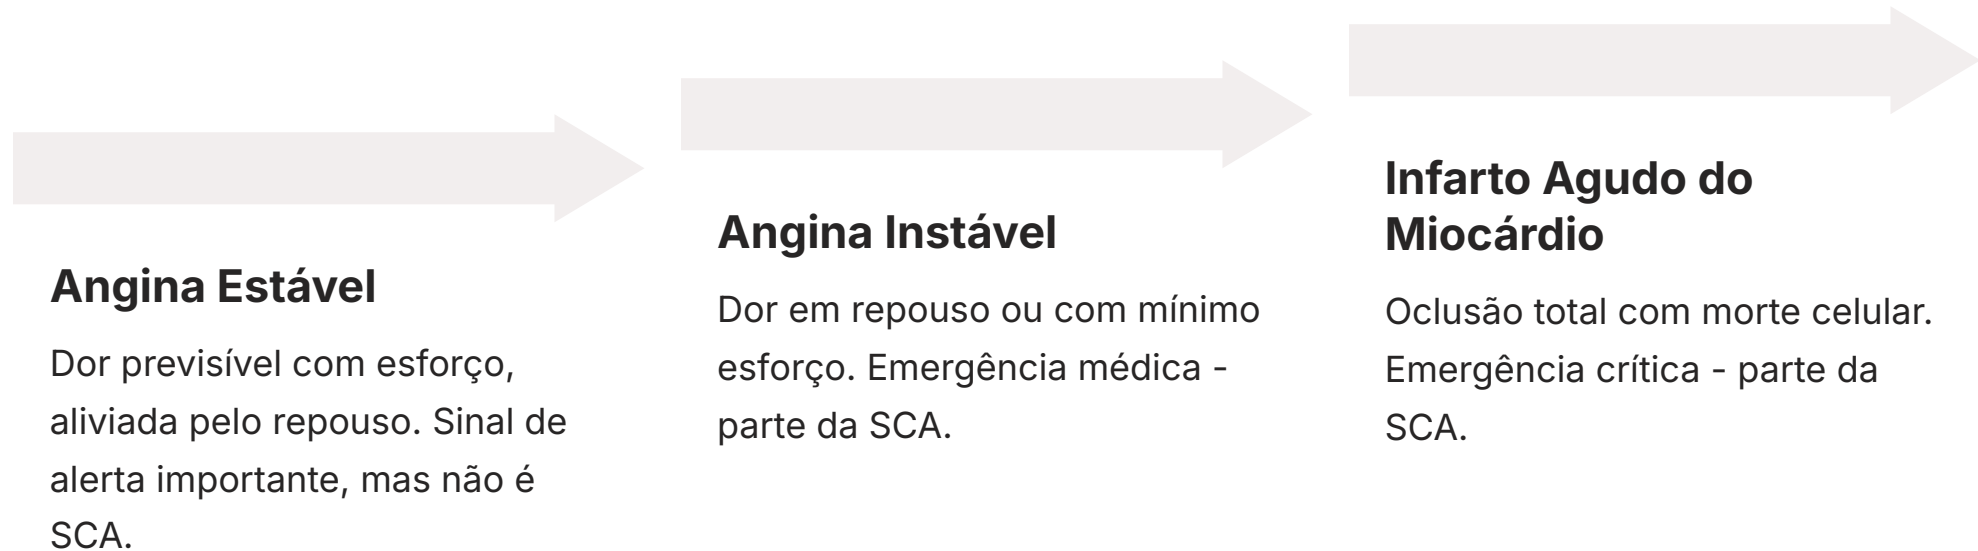 Angina Estável
Dor previsível com esforço,
aliviada pelo repouso. Sinal de
alerta importante, mas não é
SCA.
Angina Instável
Dor em repouso ou com mínimo
esforço. Emergência médica -
parte da SCA.
Infarto Agudo do
Miocárdio
Oclusão total com morte celular.
Emergência crítica - parte da
SCA.